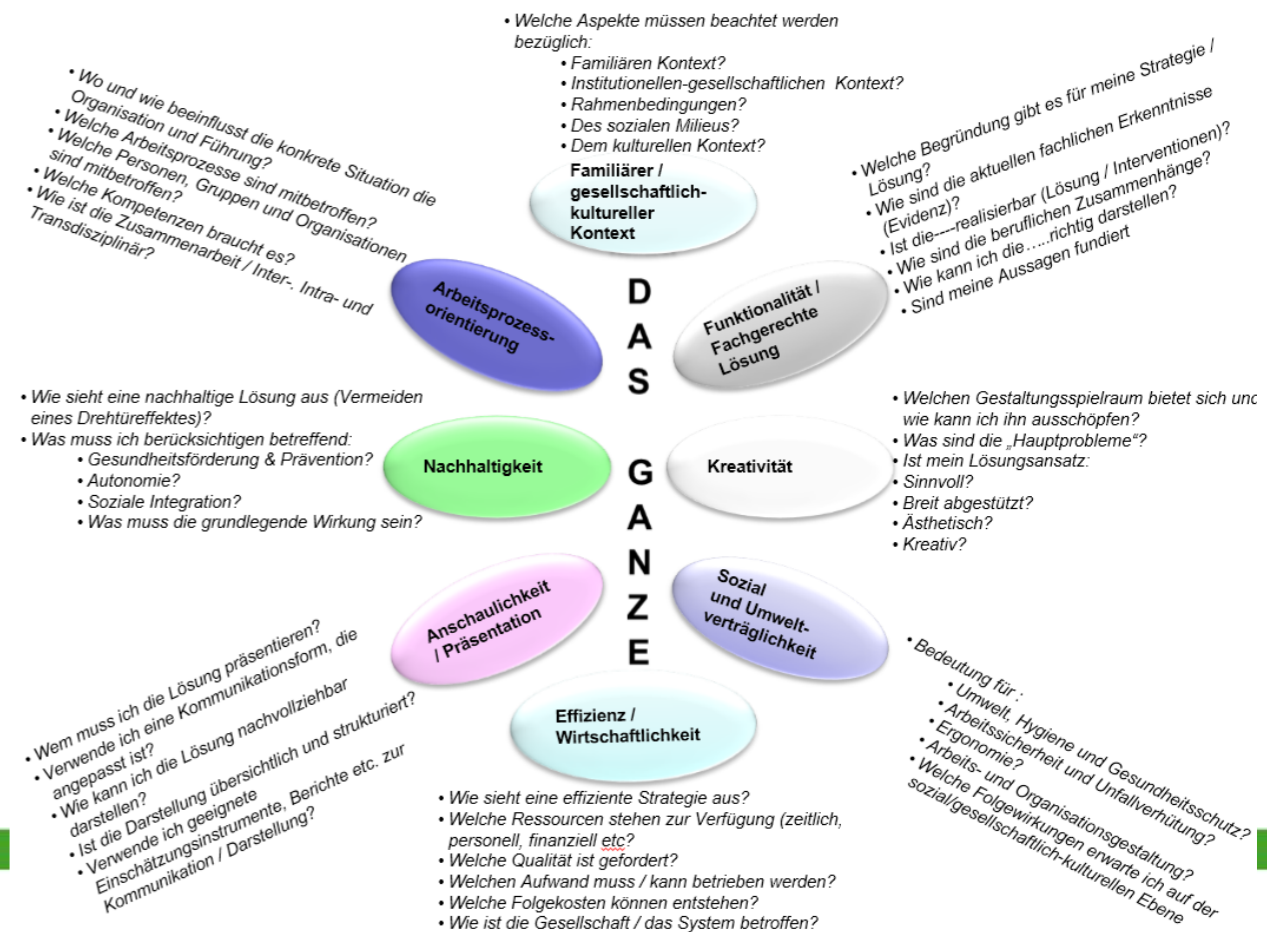 • Welche Aspekte müssen beachtet werden
bezüglich:
• Familiären Kontext?
• Institutionellen-gesellschaftlichen Kontext?
• Rahmenbedingungen?
• Des sozialen Milieus?
• Dem kulturellen Kontext?
Familiärer /
gesellschaftlich-
kultureller
Kontext
• Wo und wie beeinflusst die konkrete Situation die
Organisation und Führung?
• Welche Arbeitsprozesse sind mitbetroffen?
• Welche Personen, Gruppen und Organisationen
sind mitbetroffen?
• Welche Kompetenzen braucht es?
• Wie ist die Zusammenarbeit / Inter-. Intra- und
Transdisziplinär?
Arbeitsprozess-
orientierung
• Welche Begründung gibt es für meine Strategie /
Lösung?
• Wie sind die aktuellen fachlichen Erkenntnisse
(Evidenz)?
• Ist die----realisierbar (Lösung / Interventionen)?
• Wie sind die beruflichen Zusammenhänge?
• Wie kann ich die…..richtig darstellen?
• Sind meine Aussagen fundiert
Funktionalität /
Fachgerechte
Lösung
D
A
S
G
A
N
Z
E
• Wie sieht eine nachhaltige Lösung aus (Vermeiden
eines Drehtüreffektes)?
• Was muss ich berücksichtigen betreffend:
• Gesundheitsförderung & Prävention?
• Autonomie?
• Soziale Integration?
• Was muss die grundlegende Wirkung sein?
Nachhaltigkeit
Kreativität
• Welchen Gestaltungsspielraum bietet sich und
wie kann ich ihn ausschöpfen?
• Was sind die „Hauptprobleme“?
• Ist mein Lösungsansatz:
• Sinnvoll?
• Breit abgestützt?
• Ästhetisch?
• Kreativ?
Anschaulichkeit
/ Präsentation
• Wem muss ich die Lösung präsentieren?
• Verwende ich eine Kommunikationsform, die
angepasst ist?
• Wie kann ich die Lösung nachvollziehbar
darstellen?
• Ist die Darstellung übersichtlich und strukturiert?
• Verwende ich geeignete
Einschätzungsinstrumente, Berichte etc. zur
Kommunikation / Darstellung?
Sozial
und Umwelt-
verträglichkeit
• Bedeutung für :
• Umwelt, Hygiene und Gesundheitsschutz?
• Arbeitssicherheit und Unfallverhütung?
• Ergonomie?
• Arbeits- und Organisationsgestaltung?
• Welche Folgewirkungen erwarte ich auf der
sozial/gesellschaftlich-kulturellen Ebene
Effizienz /
Wirtschaftlichkeit
• Wie sieht eine effiziente Strategie aus?
• Welche Ressourcen stehen zur Verfügung (zeitlich,
personell, finanziell etc?
• Welche Qualität ist gefordert?
• Welchen Aufwand muss / kann betrieben werden?
• Welche Folgekosten können entstehen?
• Wie ist die Gesellschaft / das System betroffen?